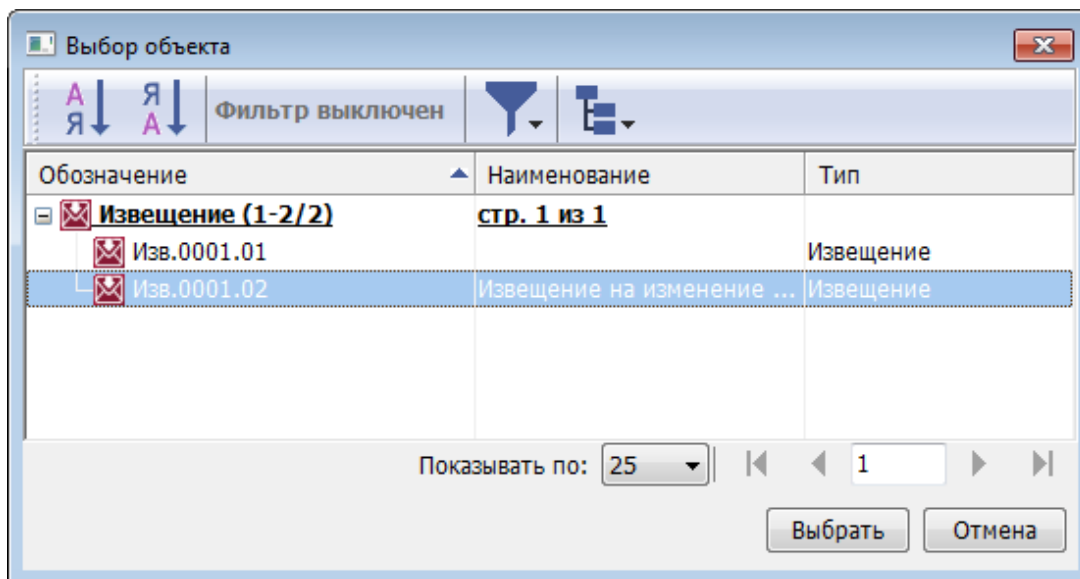 Выбор объекта
А Я Я А Фильтр выключен
Обозначение Наименование Тип
Извещение (1-2/2) стр. 1 из 1
Изв.0001.01 Извещение
Изв.0001.02 Извещение на изменение ... Извещение
Показывать по: 25 1
Выбрать Отмена